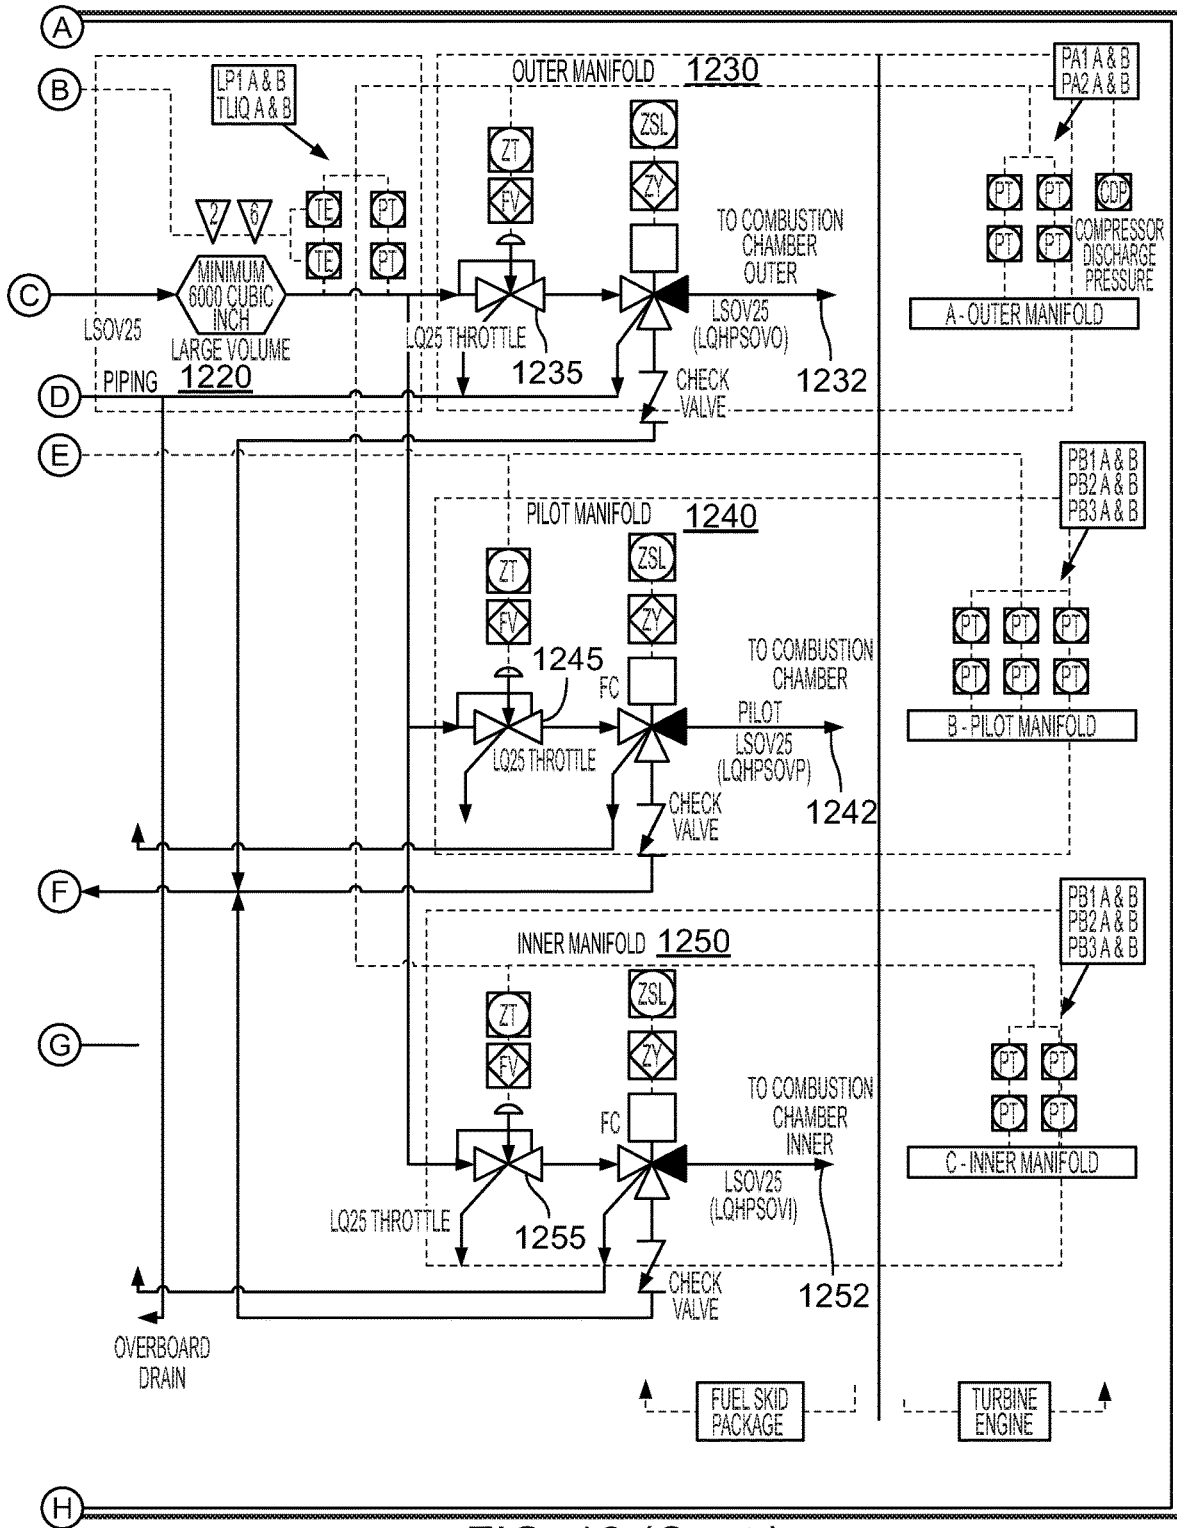 A
B
LP1 A & B
TLIQ A & B
OUTER MANIFOLD 1230
PA1 A & B
PA2 A & B
ZT
FV
ZSL
ZY
2
6
TE
PT
TE
PT
TO COMBUSTION
CHAMBER
OUTER
PT
PT
CDP
PT
PT
COMPRESSOR
DISCHARGE
PRESSURE
C
MINIMUM
6000 CUBIC
INCH
LSOV25
LARGE VOLUME
1220
LQ25 THROTTLE
1235
LSOV25
(LQHPSOVO)
1232
A - OUTER MANIFOLD
D
PIPING
CHECK
VALVE
E
PB1 A & B
PB2 A & B
PB3 A & B
PILOT MANIFOLD 1240
ZT
FV
ZSL
ZY
PT
PT
PT
PT
PT
PT
1245
FC
TO COMBUSTION
CHAMBER
PILOT
LSOV25
(LQHPSOVP)
LQ25 THROTTLE
1242
B - PILOT MANIFOLD
CHECK
VALVE
F
PB1 A & B
PB2 A & B
PB3 A & B
INNER MANIFOLD 1250
ZT
FV
ZSL
ZY
G
PT
PT
PT
PT
FC
TO COMBUSTION
CHAMBER
INNER
C - INNER MANIFOLD
LSOV25
(LQHPSOVI)
LQ25 THROTTLE
1255
1252
CHECK
VALVE
OVERBOARD
DRAIN
FUEL SKID
PACKAGE
TURBINE
ENGINE
H